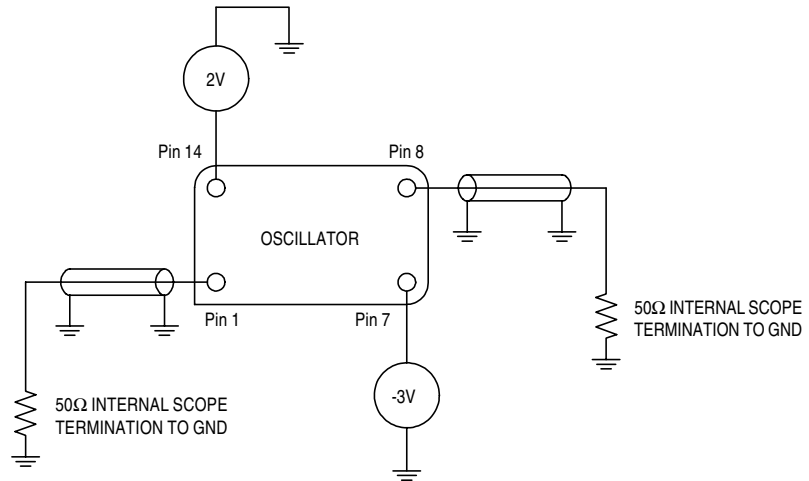 2V
Pin 14
Pin 8
OSCILLATOR
Pin 1
Pin 7
50Ω INTERNAL SCOPE
TERMINATION TO GND
-3V
50Ω INTERNAL SCOPE
TERMINATION TO GND